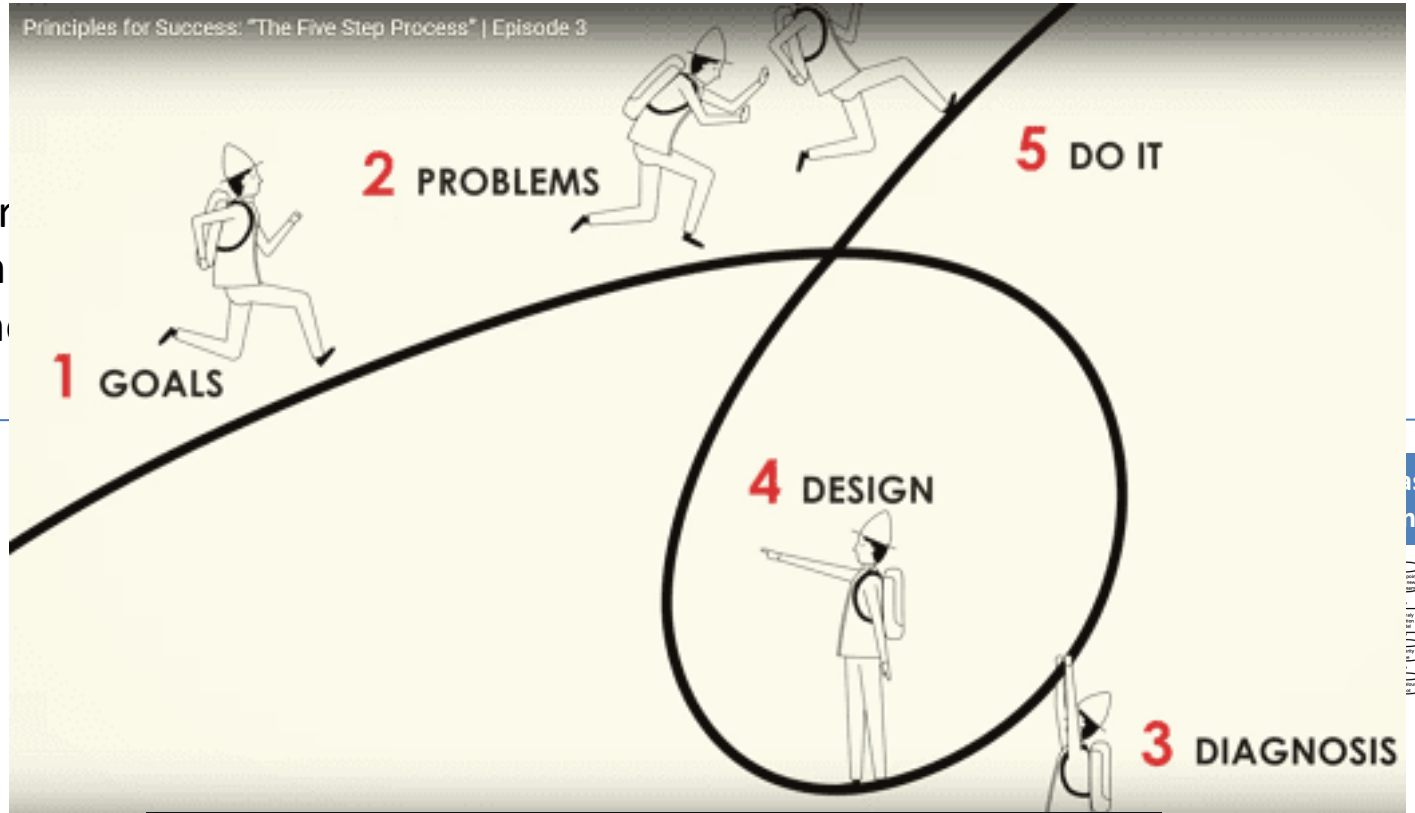 Principles for Success: “The Five Step Process” | Episode 3
1 GOALS
2 PROBLEMS
3 DIAGNOSIS
4 DESIGN
5 DO IT